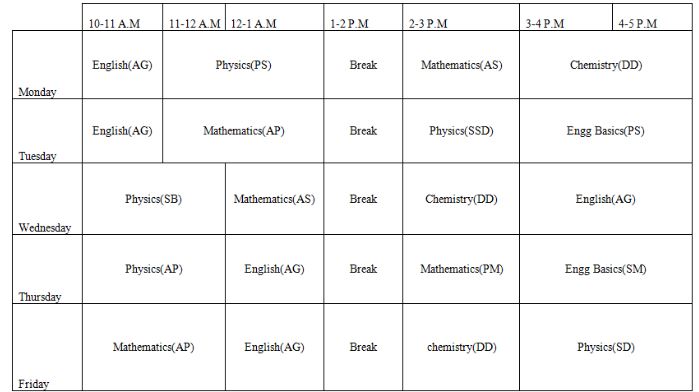 10-11 A.M 11-12 A.M 12-1 A.M 1-2 P.M 2-3 P.M 3-4 P.M 4-5 P.M
Monday English(AG) Physics(PS) Break Mathematics(AS) Chemistry(DD)
Tuesday English(AG) Mathematics(AP) Break Physics(SSD) Engg Basics(PS)
Wednesday Physics(SB) Mathematics(AS) Break Chemistry(DD) English(AG)
Thursday Physics(AP) English(AG) Break Mathematics(PM) Engg Basics(SM)
Friday Mathematics(AP) English(AG) Break chemistry(DD) Physics(SD)